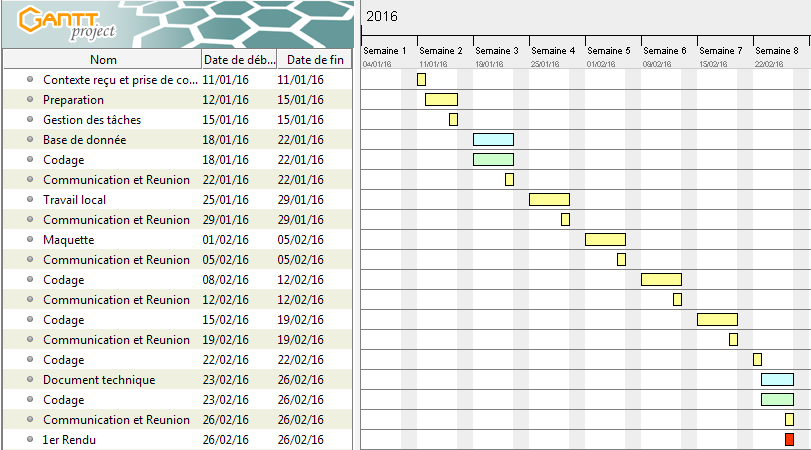 GANTT
project
2016
Semaine 1 Semaine 2 Semaine 3 Semaine 4 Semaine 5 Semaine 6 Semaine 7 Semaine 8
04/01/16 11/01/16 18/01/16 25/01/16 01/02/16 08/02/16 15/02/16 22/02/16
Nom Date de déb... Date de fin
Contexte reçu et prise de co... 11/01/16 11/01/16
Preparation 12/01/16 15/01/16
Gestion des tâches 15/01/16 15/01/16
Base de donnée 18/01/16 22/01/16
Codage 18/01/16 22/01/16
Communication et Reunion 22/01/16 22/01/16
Travail local 25/01/16 29/01/16
Communication et Reunion 29/01/16 29/01/16
Maquette 01/02/16 05/02/16
Communication et Reunion 05/02/16 05/02/16
Codage 08/02/16 12/02/16
Communication et Reunion 12/02/16 12/02/16
Codage 15/02/16 19/02/16
Communication et Reunion 19/02/16 19/02/16
Codage 22/02/16 22/02/16
Document technique 23/02/16 26/02/16
Codage 23/02/16 26/02/16
Communication et Reunion 26/02/16 26/02/16
1er Rendu 26/02/16 26/02/16